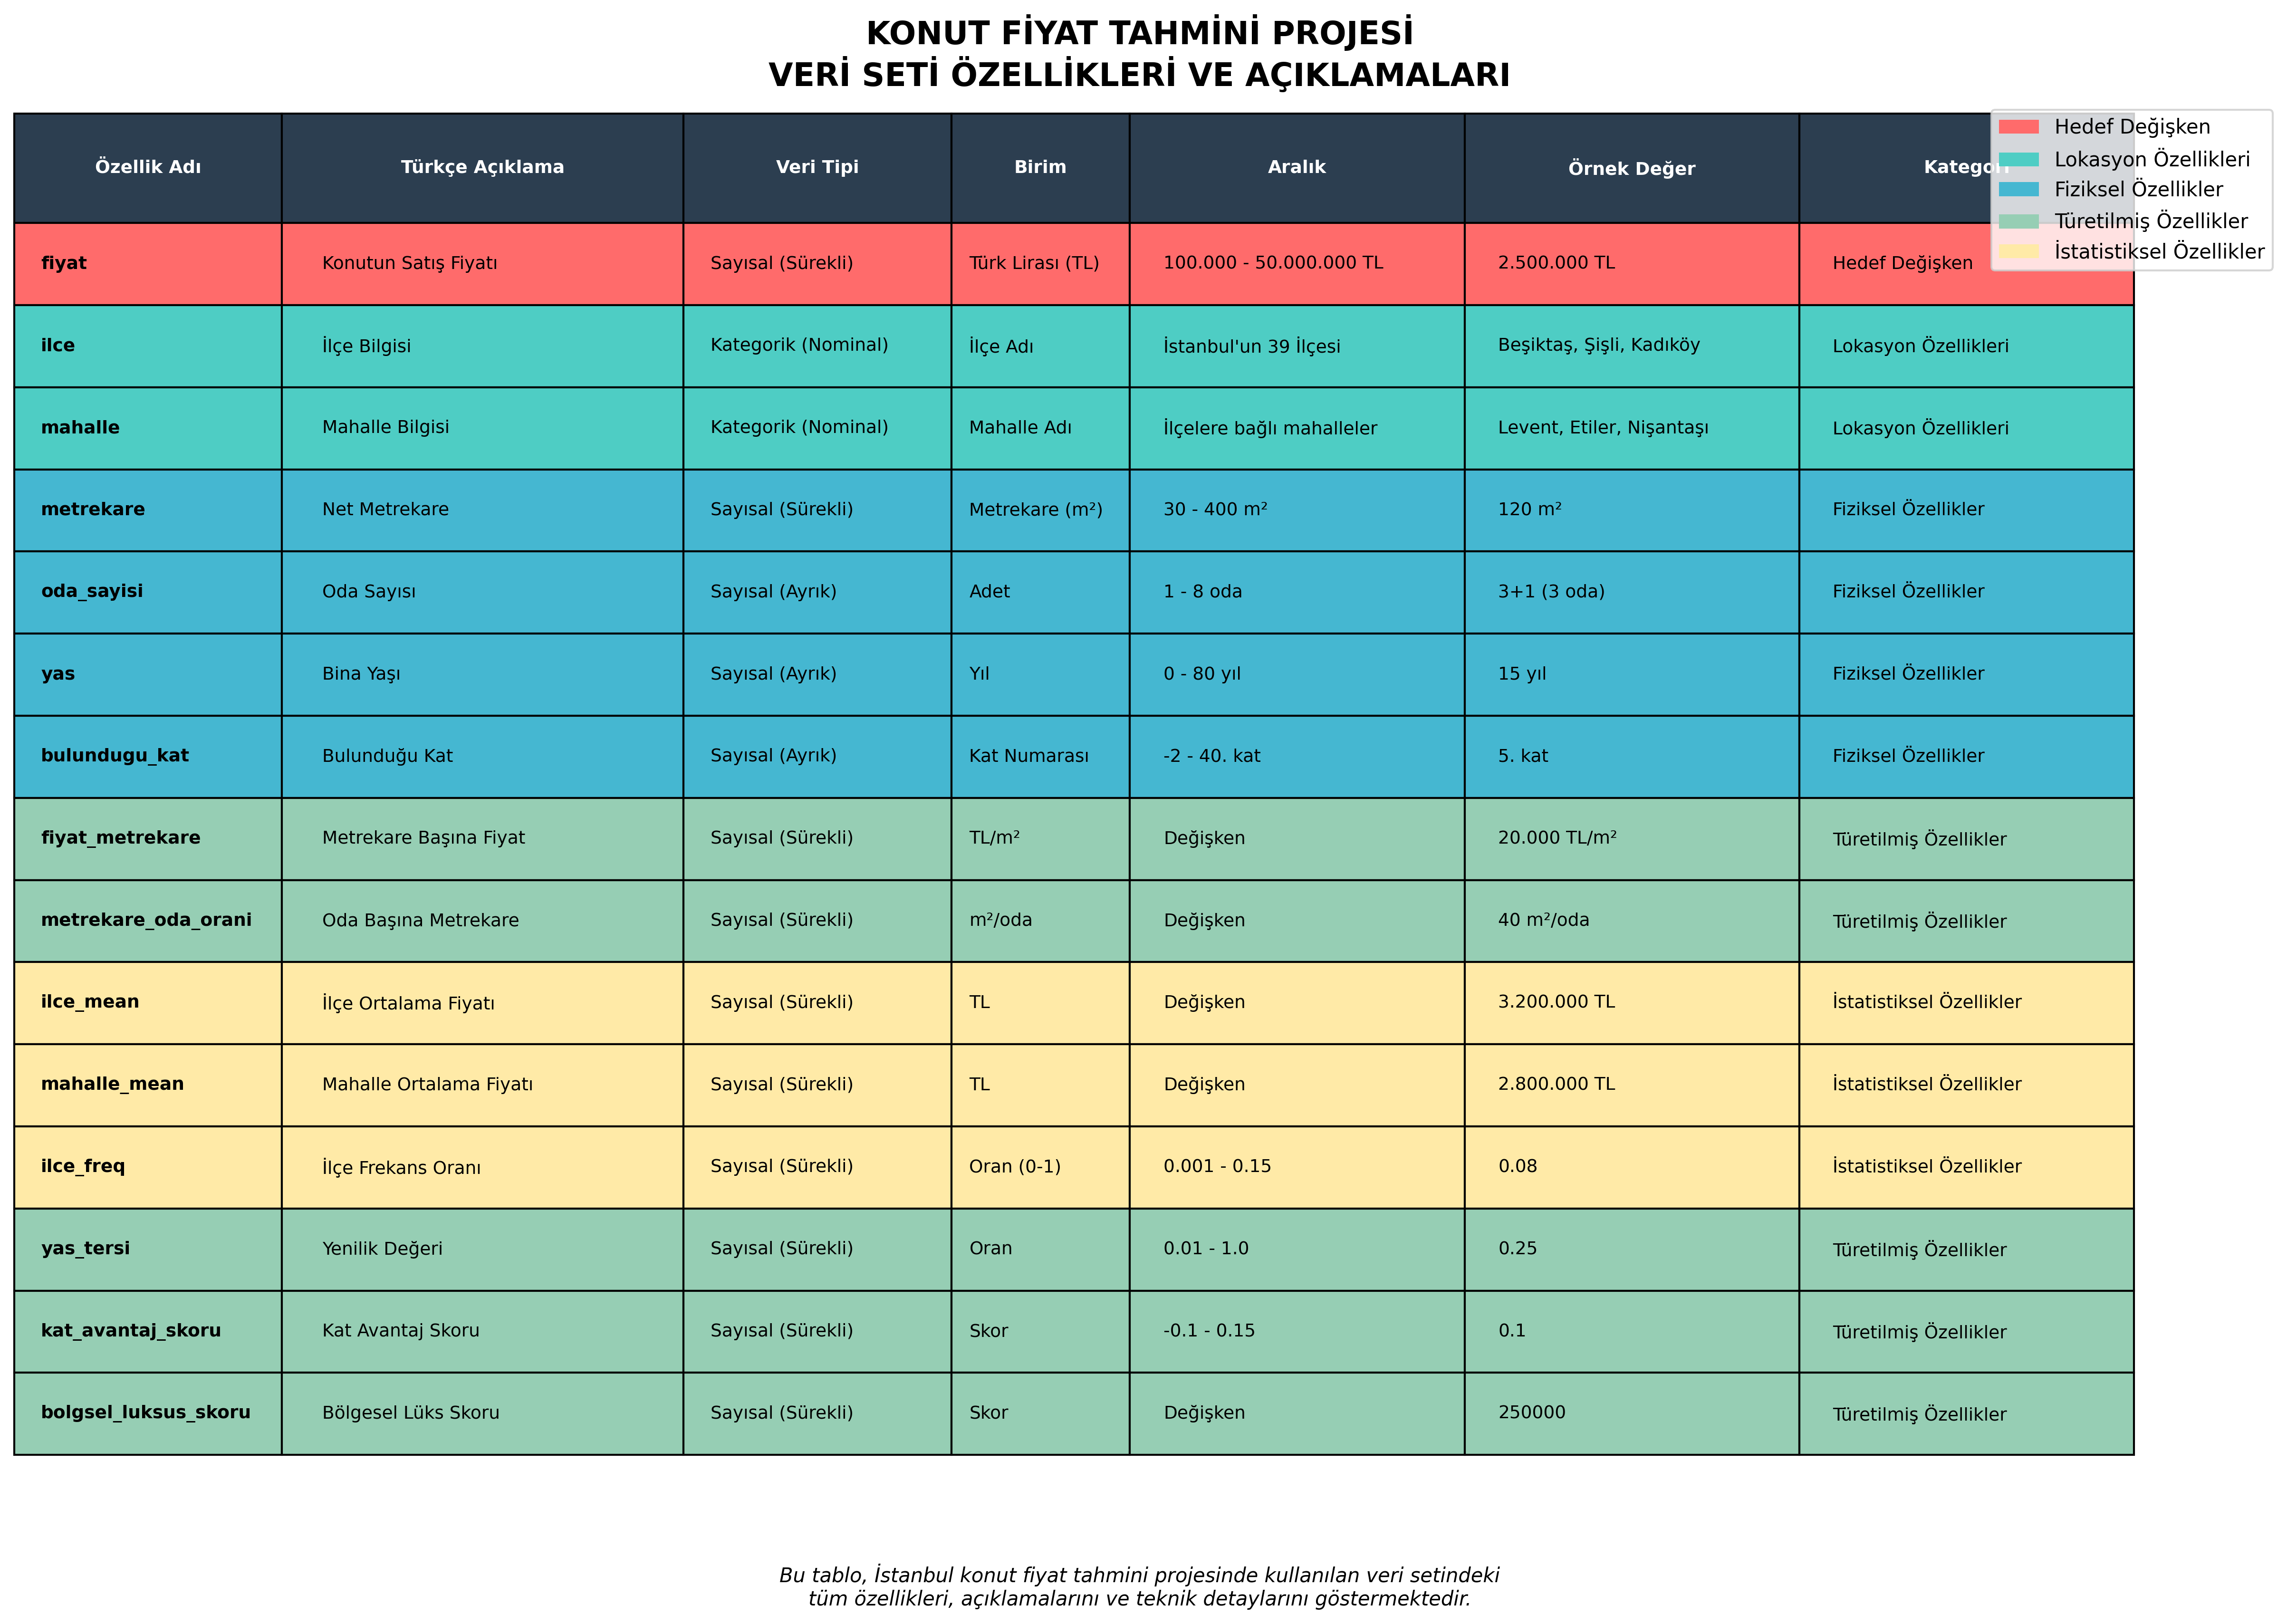 KONUT FİYAT TAHMİNİ PROJESİ
VERİ SETİ ÖZELLİKLERİ VE AÇIKLAMALARI
Özellik Adı Türkçe Açıklama Veri Tipi Birim Aralık Örnek Değer Kategori
Hedef Değişken
Lokasyon Özellikleri
Fiziksel Özellikler
Türetilmiş Özellikler
İstatistiksel Özellikler
fiyat Konutun Satış Fiyatı Sayısal (Sürekli) Türk Lirası (TL) 100.000 - 50.000.000 TL 2.500.000 TL Hedef Değişken
ilce İlçe Bilgisi Kategorik (Nominal) İlçe Adı İstanbul'un 39 İlçesi Beşiktaş, Şişli, Kadıköy Lokasyon Özellikleri
mahalle Mahalle Bilgisi Kategorik (Nominal) Mahalle Adı İlçelere bağlı mahalleler Levent, Etiler, Nişantaşı Lokasyon Özellikleri
metrekare Net Metrekare Sayısal (Sürekli) Metrekare (m²) 30 - 400 m² 120 m² Fiziksel Özellikler
oda_sayisi Oda Sayısı Sayısal (Ayrık) Adet 1 - 8 oda 3+1 (3 oda) Fiziksel Özellikler
yas Bina Yaşı Sayısal (Ayrık) Yıl 0 - 80 yıl 15 yıl Fiziksel Özellikler
bulundugu_kat Bulunduğu Kat Sayısal (Ayrık) Kat Numarası -2 - 40. kat 5. kat Fiziksel Özellikler
fiyat_metrekare Metrekare Başına Fiyat Sayısal (Sürekli) TL/m² Değişken 20.000 TL/m² Türetilmiş Özellikler
metrekare_oda_orani Oda Başına Metrekare Sayısal (Sürekli) m²/oda Değişken 40 m²/oda Türetilmiş Özellikler
ilce_mean İlçe Ortalama Fiyatı Sayısal (Sürekli) TL Değişken 3.200.000 TL İstatistiksel Özellikler
mahalle_mean Mahalle Ortalama Fiyatı Sayısal (Sürekli) TL Değişken 2.800.000 TL İstatistiksel Özellikler
ilce_freq İlçe Frekans Oranı Sayısal (Sürekli) Oran (0-1) 0.001 - 0.15 0.08 İstatistiksel Özellikler
yas_tersi Yenilik Değeri Sayısal (Sürekli) Oran 0.01 - 1.0 0.25 Türetilmiş Özellikler
kat_avantaj_skoru Kat Avantaj Skoru Sayısal (Sürekli) Skor -0.1 - 0.15 0.1 Türetilmiş Özellikler
bolgsel_luksus_skoru Bölgesel Lüks Skoru Sayısal (Sürekli) Skor Değişken 250000 Türetilmiş Özellikler
Bu tablo, İstanbul konut fiyat tahmini projesinde kullanılan veri setindeki
tüm özellikleri, açıklamalarını ve teknik detaylarını göstermektedir.